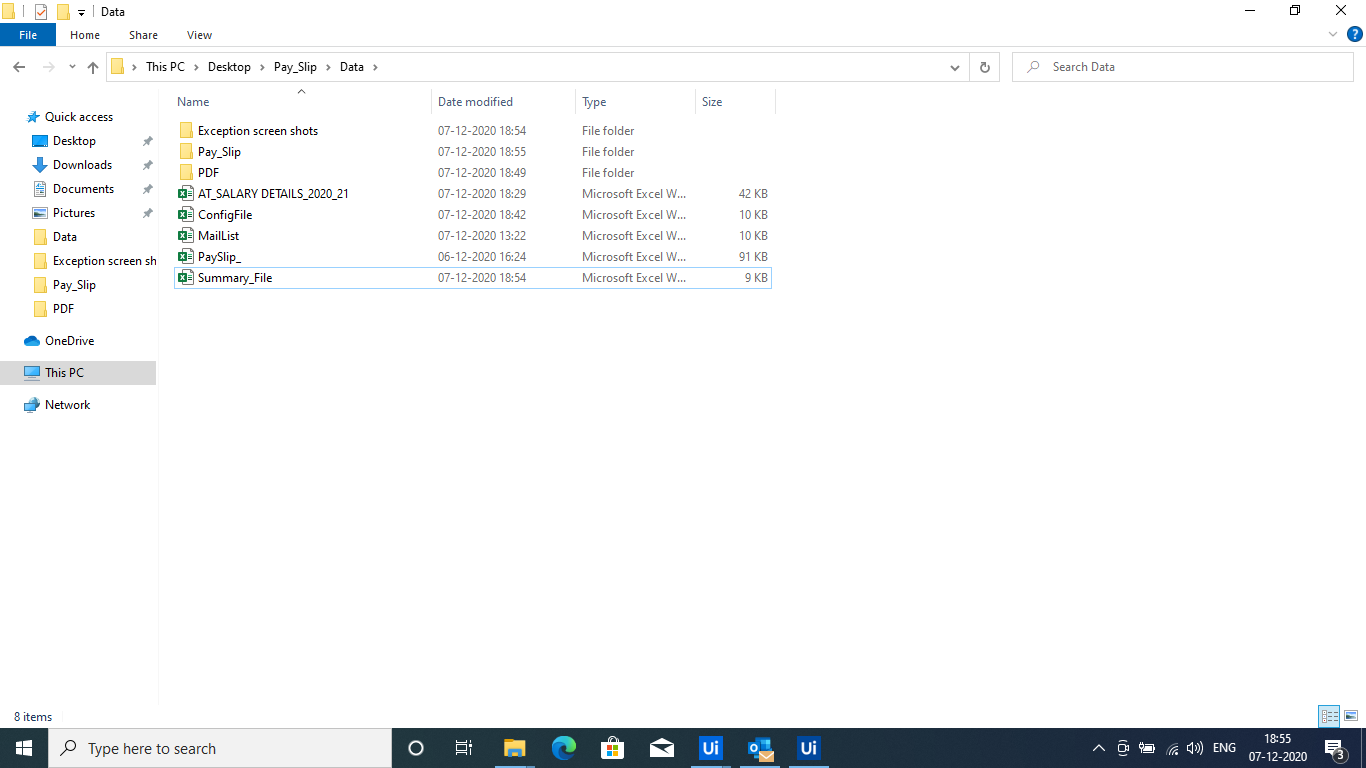 Data
File Home Share View
This PC Desktop Pay_Slip Data
Search Data
Name Date modified Type Size
Quick access
Desktop
Downloads
Documents
Pictures
Data
Exception screen sh
Pay_Slip
PDF
OneDrive
This PC
Network
Exception screen shots 07-12-2020 18:54 File folder
Pay_Slip 07-12-2020 18:55 File folder
PDF 07-12-2020 18:49 File folder
AT_SALARY DETAILS_2020_21 07-12-2020 18:29 Microsoft Excel W... 42 KB
ConfigFile 07-12-2020 18:42 Microsoft Excel W... 10 KB
MailList 07-12-2020 13:22 Microsoft Excel W... 10 KB
PaySlip_ 06-12-2020 16:24 Microsoft Excel W... 91 KB
Summary_File 07-12-2020 18:54 Microsoft Excel W... 9 KB
8 items
Type here to search
Ui
Ui
ENG
18:55
07-12-2020
3